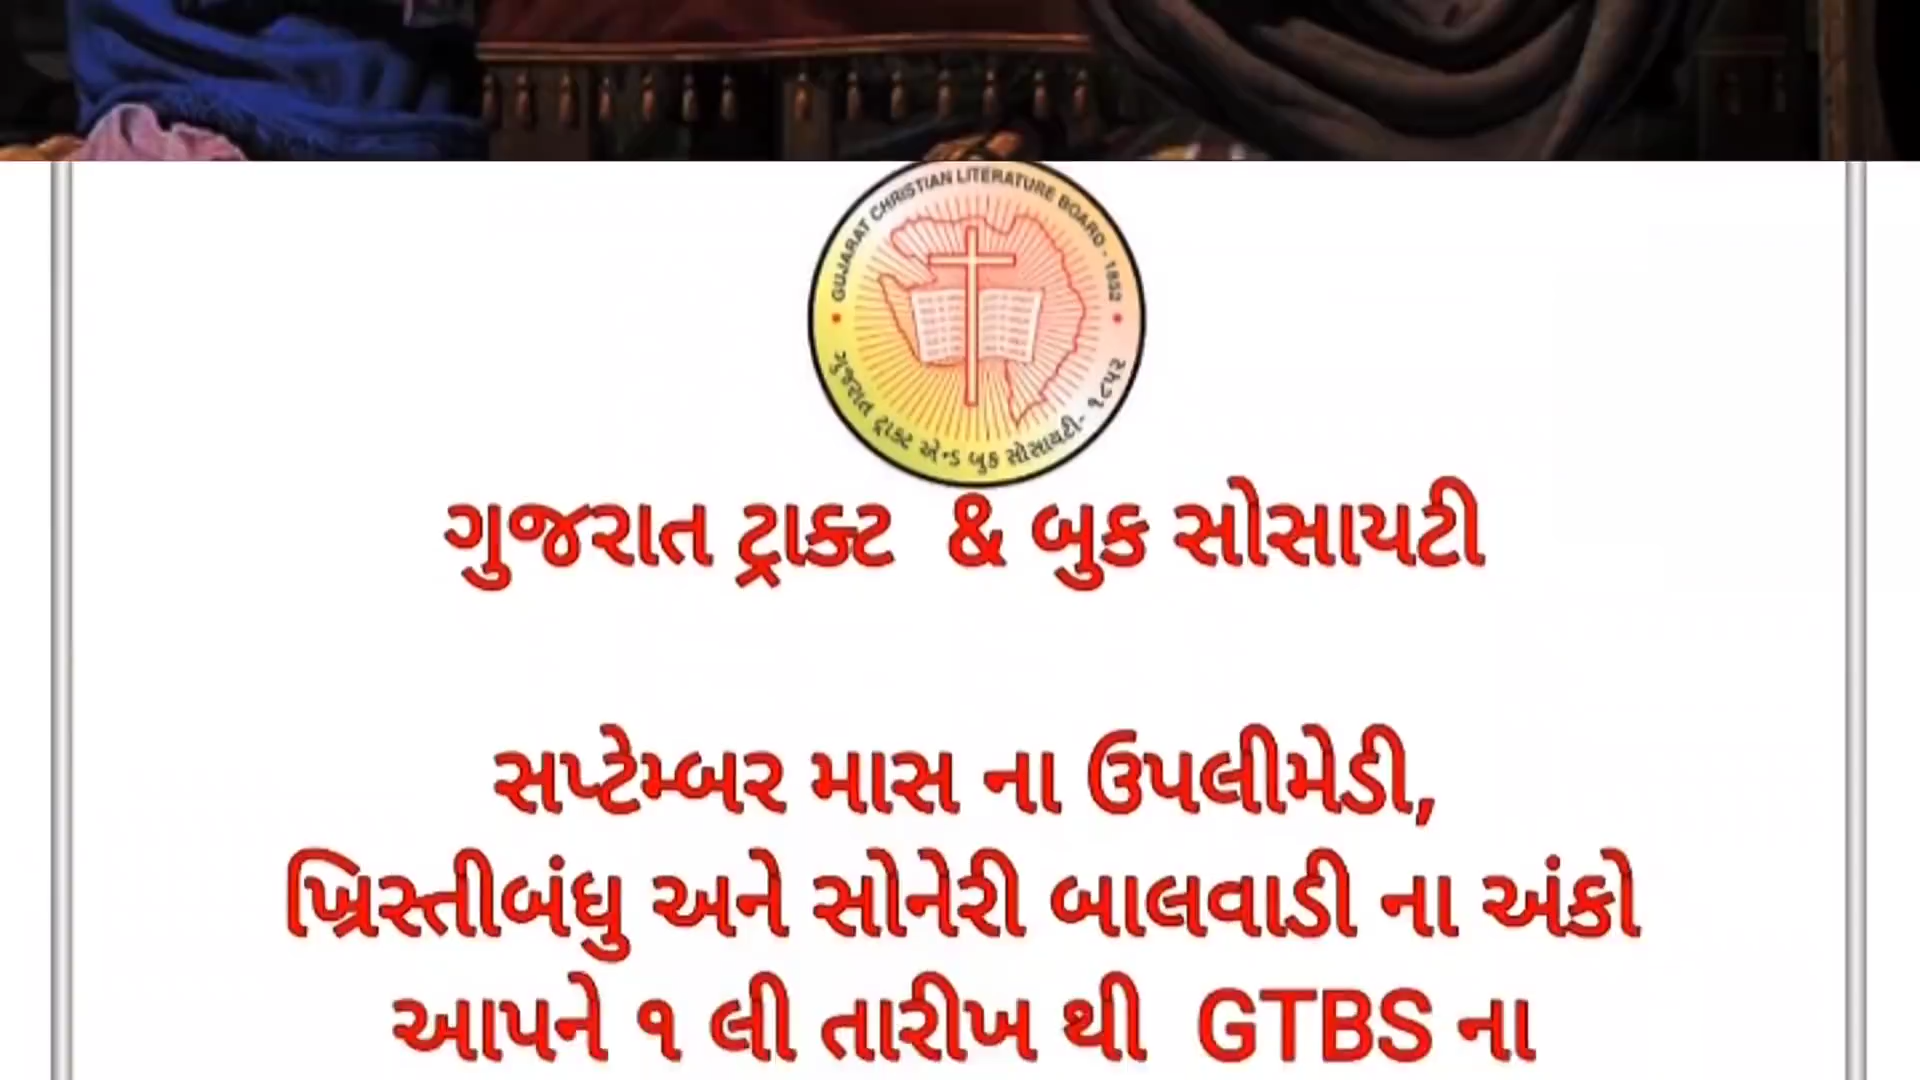 GUJARAT CHRISTIAN LITERATURE BOARD - 1852
ગુજરાત ટ્રાક્ટ એન્ડ બુક સોસાયટી- ૧૮૫૨
ગુજરાત ટ્રાક્ટ & બુક સોસાયટી
સપ્ટેમ્બર માસ ના ઉપલીમેડી,
ખ્રિસ્તીબંધુ અને સોનેરી બાલવાડી ના અંકો
આપને ૧ લી તારીખ થી GTBS ના